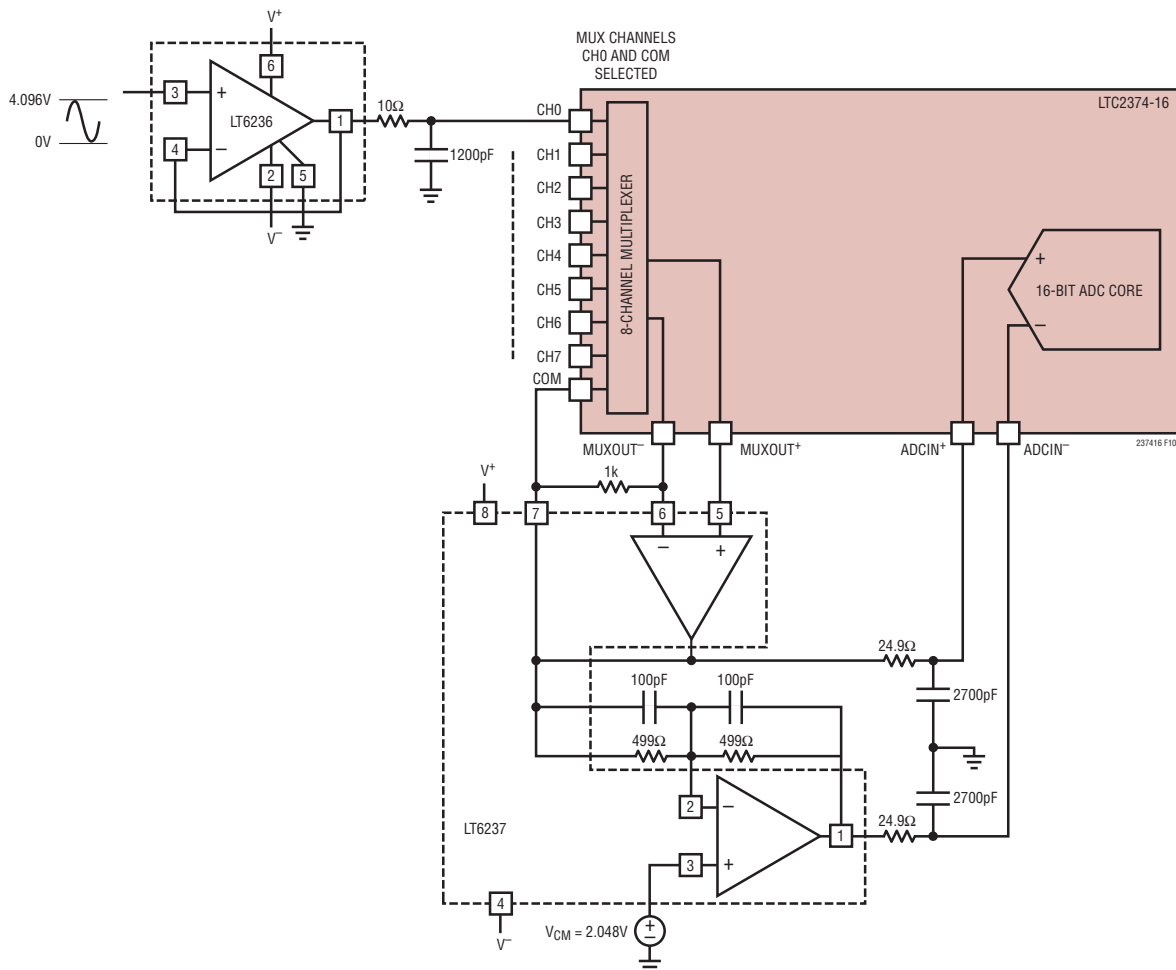 V+
6
4.096V
0V
3
+
LT6236
4
−
1
2
5
V−
10Ω
1200pF
MUX CHANNELS
CH0 AND COM
SELECTED
LTC2374-16
CH0
CH1
CH2
CH3
CH4
CH5
CH6
CH7
COM
8-CHANNEL MULTIPLEXER
+
16-BIT ADC CORE
−
237416 F10
MUXOUT−
MUXOUT+
ADCIN+
ADCIN−
1k
V+
8
7
6
5
−
+
24.9Ω
100pF
100pF
2700pF
499Ω
499Ω
2700pF
2
−
LT6237
1
24.9Ω
3
+
4
V−
VCM = 2.048V
+
−